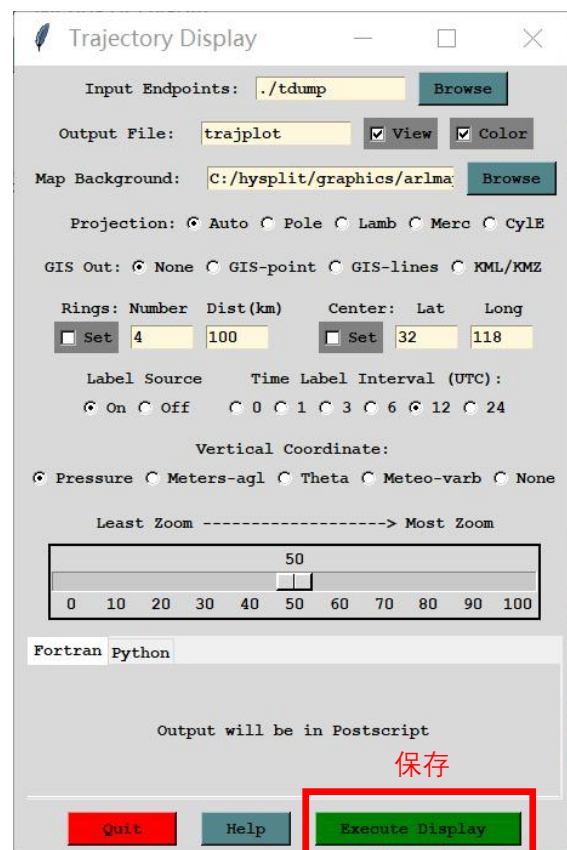 Trajectory Display
Input Endpoints: ./tdump Browse
Output File: trajplot View Color
Map Background: C:/hysplit/graphics/arlma Browse
Projection: Auto Pole Lamb Merc CylE
GIS Out: None GIS-point GIS-lines KML/KMZ
Rings: Number Dist(km) Center: Lat Long
Set 4 100 Set 32 118
Label Source Time Label Interval (UTC):
On Off 0 1 3 6 12 24
Vertical Coordinate:
Pressure Meters-agl Theta Meteo-varb None
Least Zoom --------------------> Most Zoom
50
0 10 20 30 40 50 60 70 80 90 100
Fortran Python
Output will be in Postscript
保存
Quit Help Execute Display